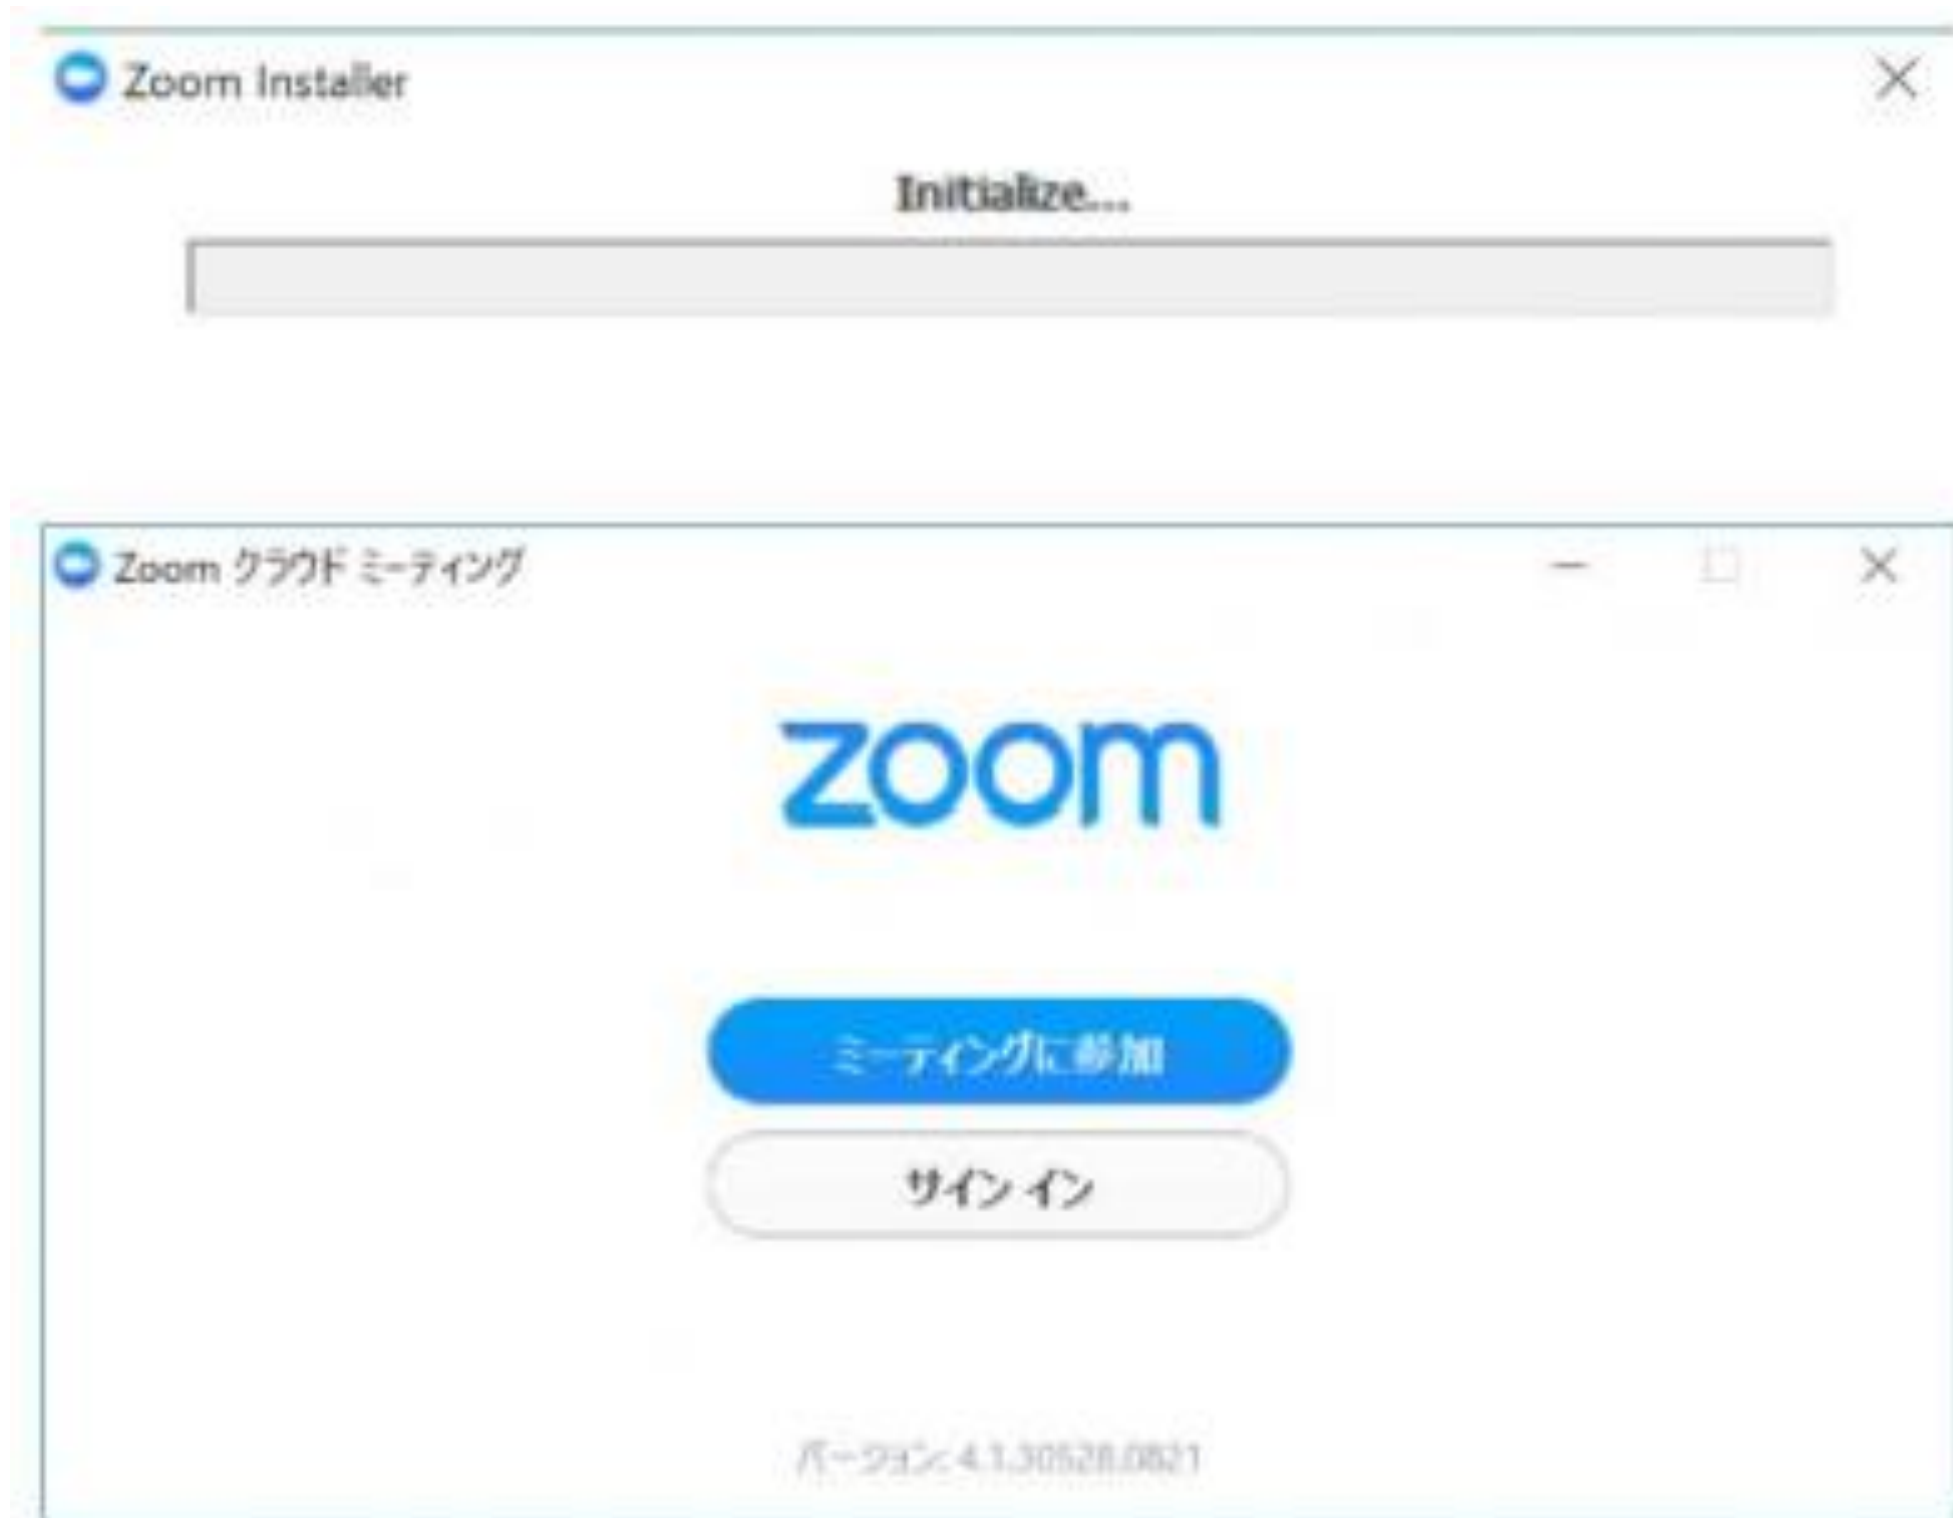 Zoom Installer
Initialize...
Zoom クラウド ミーティング
zoom
ミーティングに参加
サイン イン
バージョン: 4.1.30528.0821